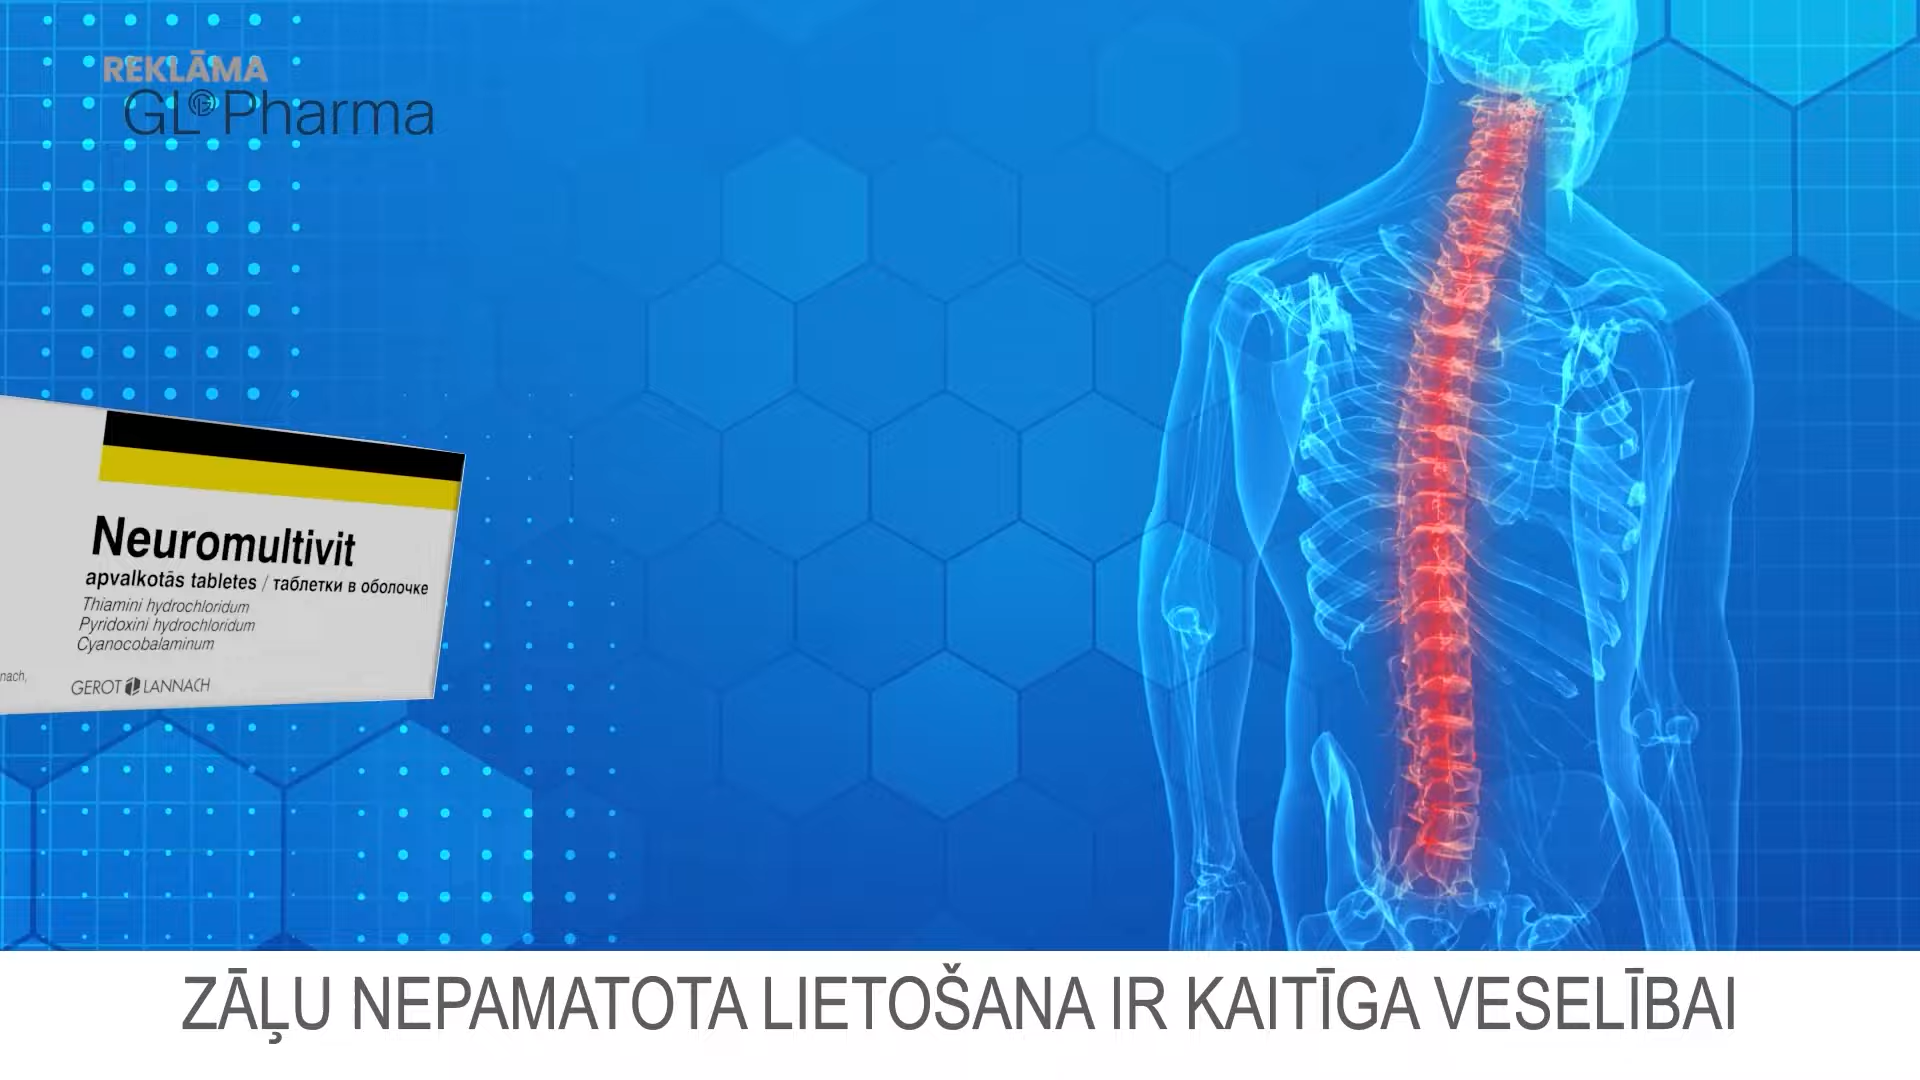 REKLĀMA
GL Pharma
Neuromultivit
apvalkotās tabletes / таблетки в оболочке
Thiamini hydrochloridum
Pyridoxini hydrochloridum
Cyanocobalaminum
nach,
GEROT LANNACH
ZĀĻU NEPAMATOTA LIETOŠANA IR KAITĪGA VESELĪBAI